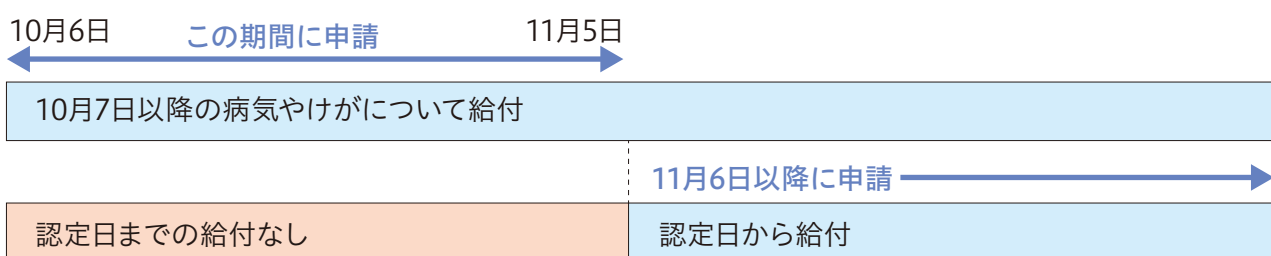 10月6日 この期間に申請 11月5日
10月7日以降の病気やけがについて給付
11月6日以降に申請
認定日までの給付なし 認定日から給付